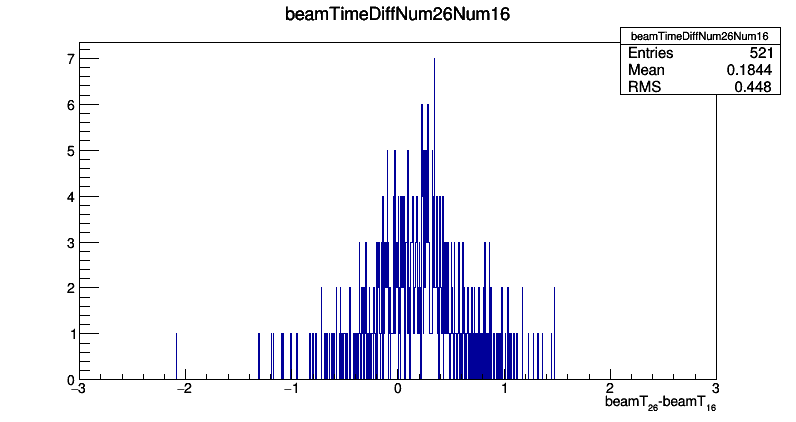 beamTimeDiffNum26Num16
beamTimeDiffNum26Num16
Entries 521
Mean 0.1844
RMS 0.448
7
6
5
4
3
2
1
0
−3 −2 −1 0 1 2 3
beamT26-beamT16